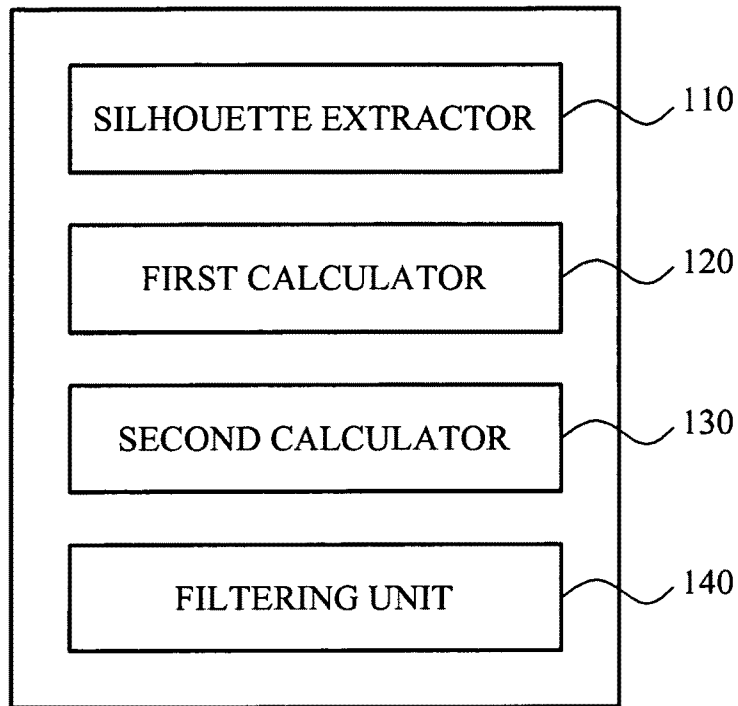 SILHOUETTE EXTRACTOR 110
FIRST CALCULATOR 120
SECOND CALCULATOR 130
FILTERING UNIT 140